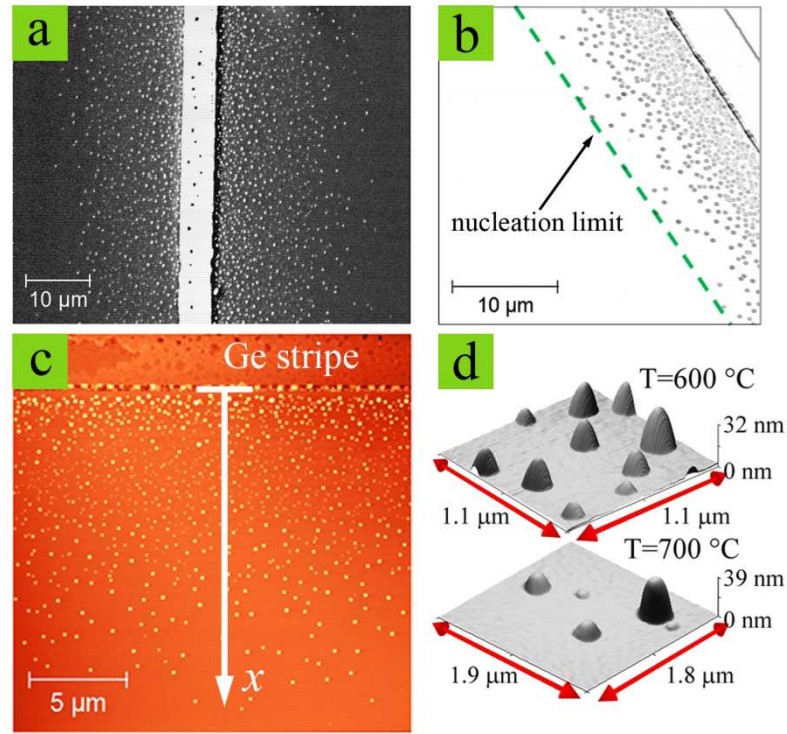 a
10 µm
b
nucleation limit
10 µm
c
Ge stripe
x
5 µm
d
T=600 °C
32 nm
0 nm
1.1 µm
1.1 µm
T=700 °C
39 nm
0 nm
1.9 µm
1.8 µm